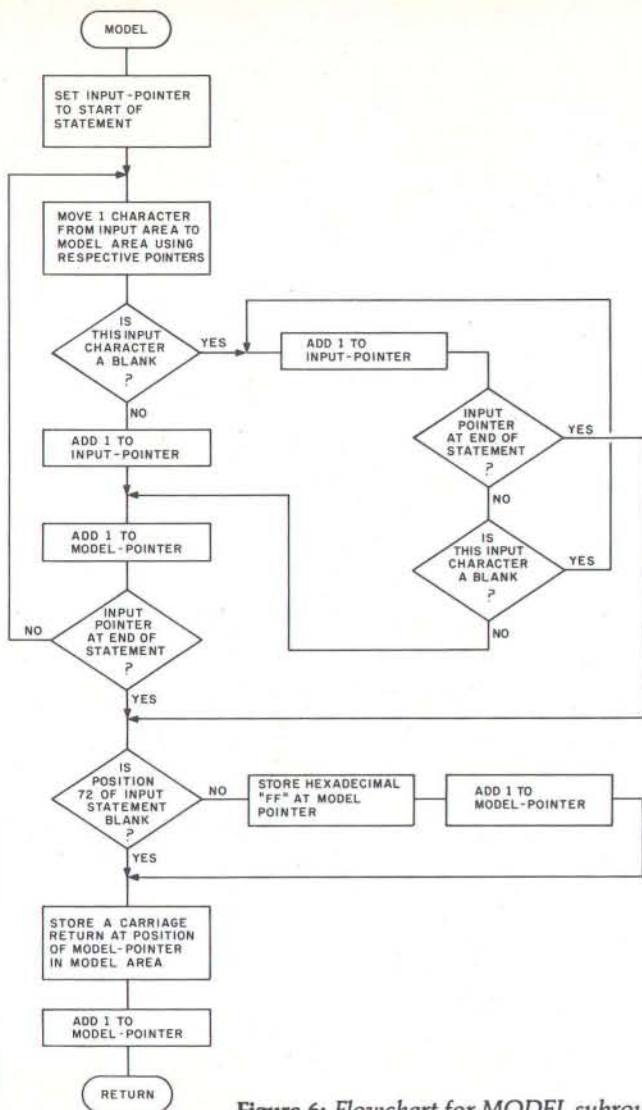 MODEL
SET INPUT-POINTER
TO START OF
STATEMENT
MOVE 1 CHARACTER
FROM INPUT AREA TO
MODEL AREA USING
RESPECTIVE POINTERS
IS
THIS INPUT
CHARACTER
A BLANK
?
YES
ADD 1 TO
INPUT-POINTER
NO
INPUT
POINTER
AT END OF
STATEMENT
?
YES
NO
ADD 1 TO
INPUT-POINTER
IS
THIS INPUT
CHARACTER
A BLANK
?
YES
NO
ADD 1 TO
MODEL-POINTER
INPUT
POINTER
AT END OF
STATEMENT
?
NO
YES
IS
POSITION
72 OF INPUT
STATEMENT
BLANK
?
NO
STORE HEXADECIMAL
"FF" AT MODEL
POINTER
ADD 1 TO
MODEL-POINTER
YES
STORE A CARRIAGE
RETURN AT POSITION
OF MODEL-POINTER
IN MODEL AREA
ADD 1 TO
MODEL-POINTER
RETURN
Figure 6: Flowchart for MODEL subrou